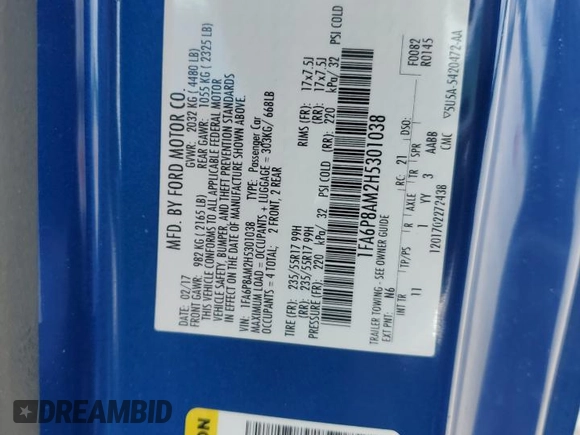 MFD. BY FORD MOTOR CO.
DATE: 02/17
GVWR: 2032 KG ( 4480 LB)
FRONT GAWR: 982 KG ( 2165 LB)
REAR GAWR: 1055 KG ( 2325 LB)
THIS VEHICLE CONFORMS TO ALL APPLICABLE FEDERAL MOTOR
VEHICLE SAFETY, BUMPER, AND THEFT PREVENTION STANDARDS
IN EFFECT ON THE DATE OF MANUFACTURE SHOWN ABOVE.
VIN: 1FA6P8AM2H5301038
TYPE: Passenger Car
MAXIMUM LOAD = OCCUPANTS + LUGGAGE = 303KG/ 668LB
OCCUPANTS = 4 TOTAL; 2 FRONT, 2 REAR
TIRE (FR): 235/55R17 99H
RIMS (FR): 17x7.5J
(RR): 235/55R17 99H
(RR): 17x7.5J
PRESSURE (FR): 220 kPa/ 32 PSI COLD
(RR): 220 kPa/ 32 PSI COLD
1FA6P8AM2H5301038
TRAILER TOWING - SEE OWNER GUIDE
F0082
R0145
EXT PNT: N6
RC: 21
DSO:
INT TR
TP/PS
R
AXLE
TR
SPR
11
1
YY
3
AABB
12017702272438
CMC
5U5A-5420472-AA
ON
DREAMBID